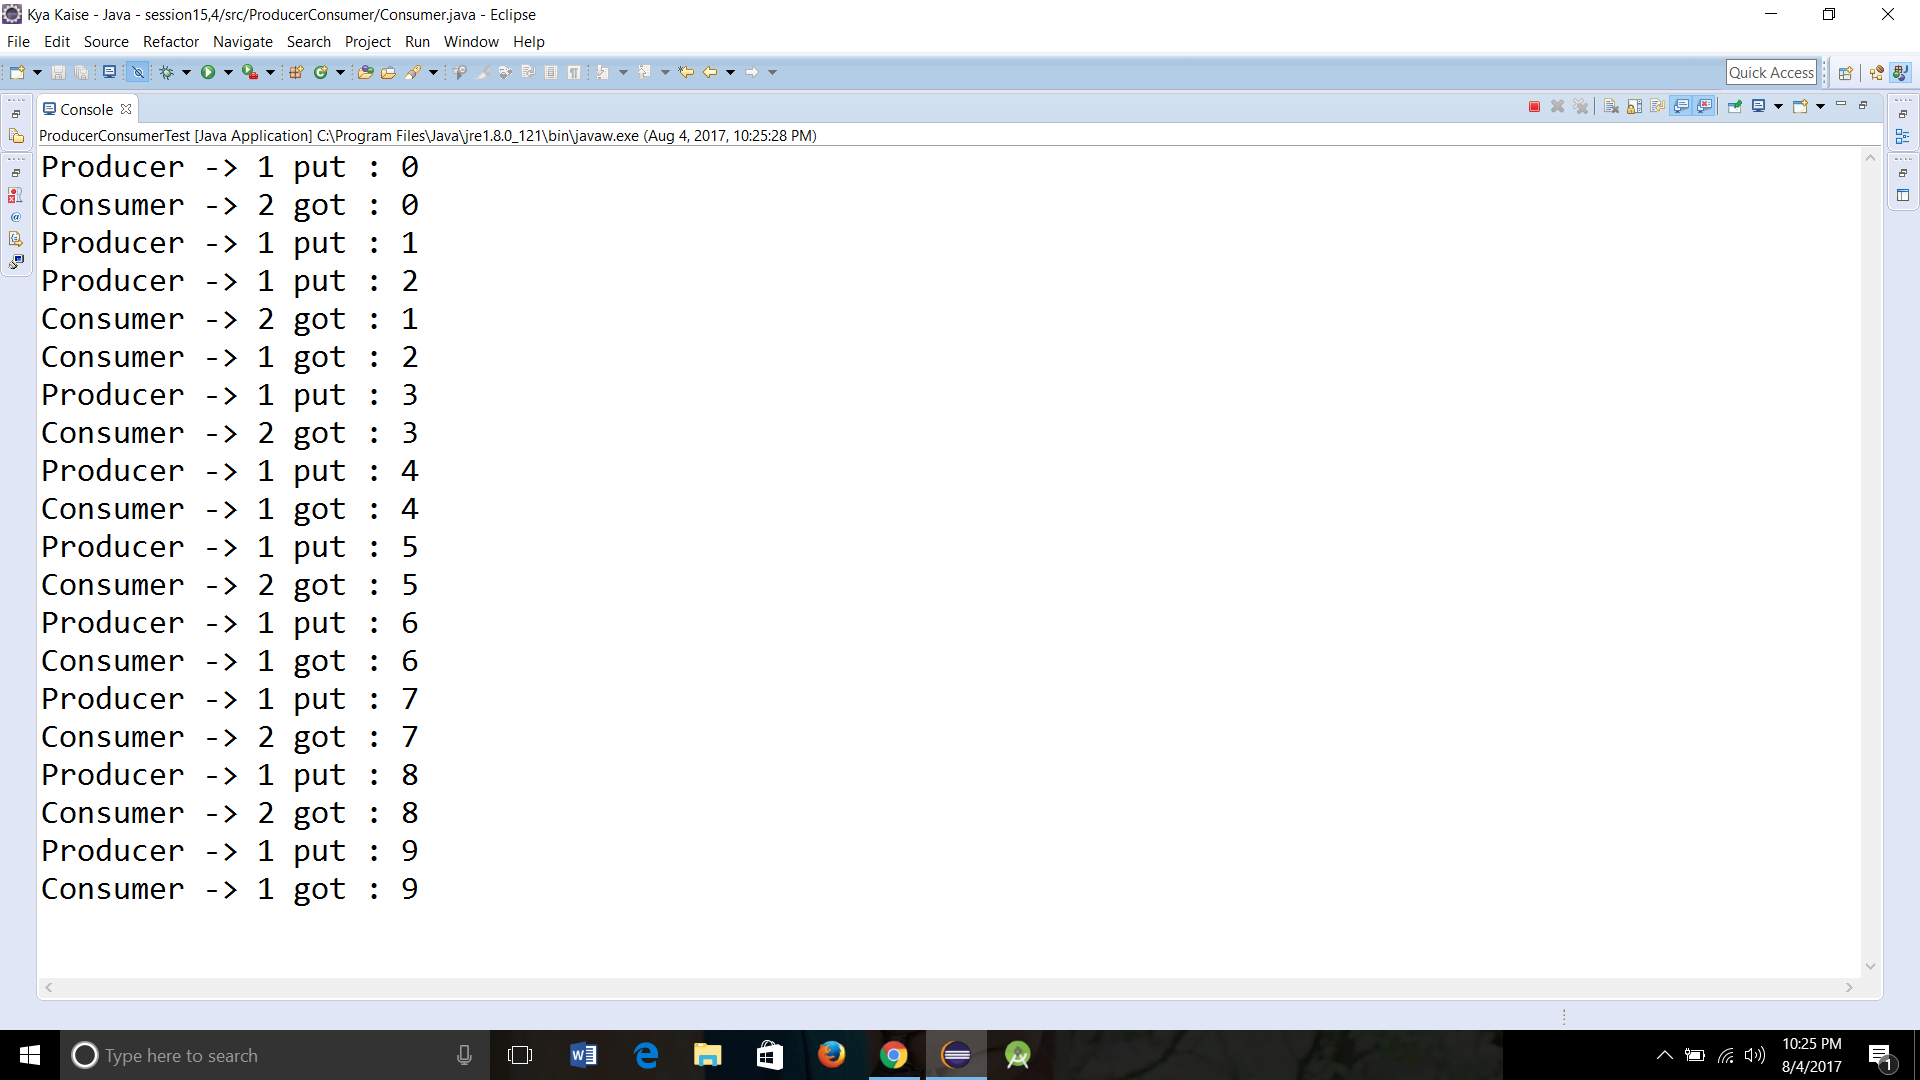 Kya Kaise - Java - session15,4/src/ProducerConsumer/Consumer.java - Eclipse
File Edit Source Refactor Navigate Search Project Run Window Help
Quick Access
Console
ProducerConsumerTest [Java Application] C:\Program Files\Java\jre1.8.0_121\bin\javaw.exe (Aug 4, 2017, 10:25:28 PM)
Producer -> 1 put : 0
Consumer -> 2 got : 0
Producer -> 1 put : 1
Producer -> 1 put : 2
Consumer -> 2 got : 1
Consumer -> 1 got : 2
Producer -> 1 put : 3
Consumer -> 2 got : 3
Producer -> 1 put : 4
Consumer -> 1 got : 4
Producer -> 1 put : 5
Consumer -> 2 got : 5
Producer -> 1 put : 6
Consumer -> 1 got : 6
Producer -> 1 put : 7
Consumer -> 2 got : 7
Producer -> 1 put : 8
Consumer -> 2 got : 8
Producer -> 1 put : 9
Consumer -> 1 got : 9
Type here to search
10:25 PM
8/4/2017
1